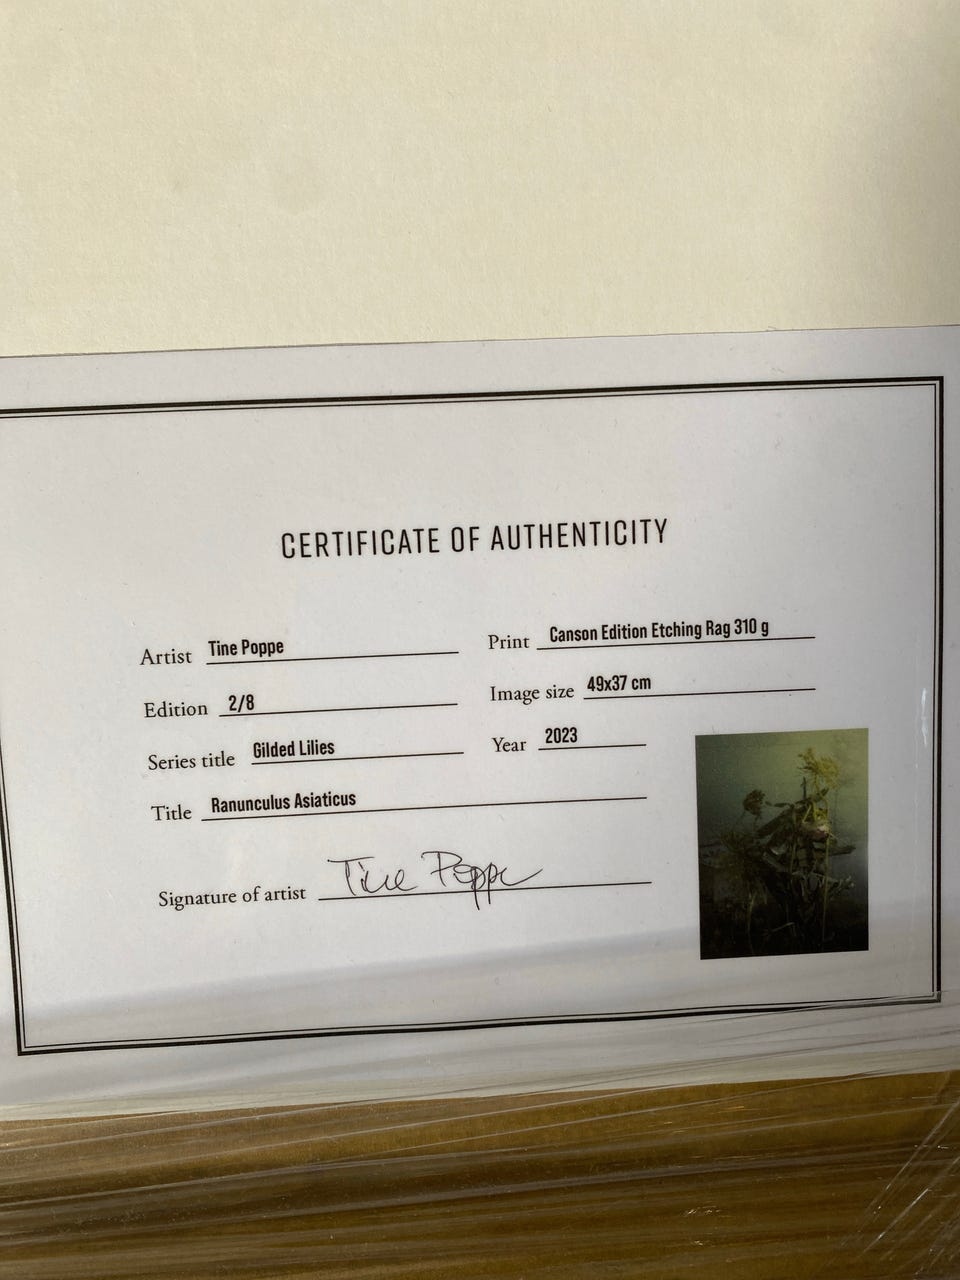 CERTIFICATE OF AUTHENTICITY
Artist Tine Poppe
Print Canson Edition Etching Rag 310 g
Edition 2/8
Image size 49x37 cm
Series title Gilded Lilies
Year 2023
Title Ranunculus Asiaticus
Signature of artist Tine Poppe